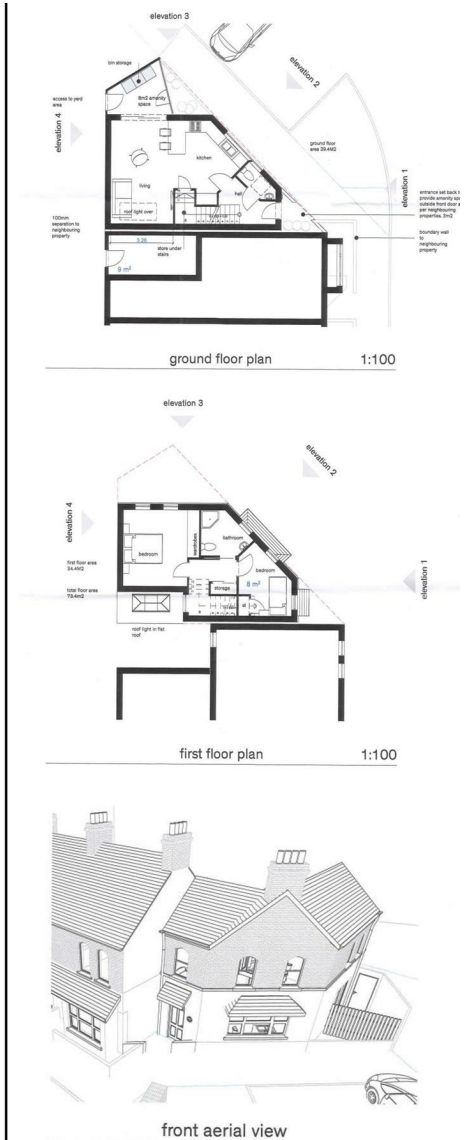 elevation 3
bin storage
elevation 2
access to yard
area
8m2 amenity
space
elevation 4
ground floor
area 39.4M2
kitchen
elevation 1
living
hall
entrance set back to
provide amenity spa
outside front door a
per neighbouring
properties. 5m2
roof light over
100mm
separation to
neighbouring
property
boundary wall
to
neighbouring
property
3.26
store under
stairs
9 m²
ground floor plan
1:100
elevation 3
elevation 2
elevation 4
bathroom
wardrobes
bedroom
bedroom
8 m²
elevation 1
first floor area
34.4M2
storage
st
total floor area
73.4m2
roof light in flat
roof
first floor plan
1:100
front aerial view